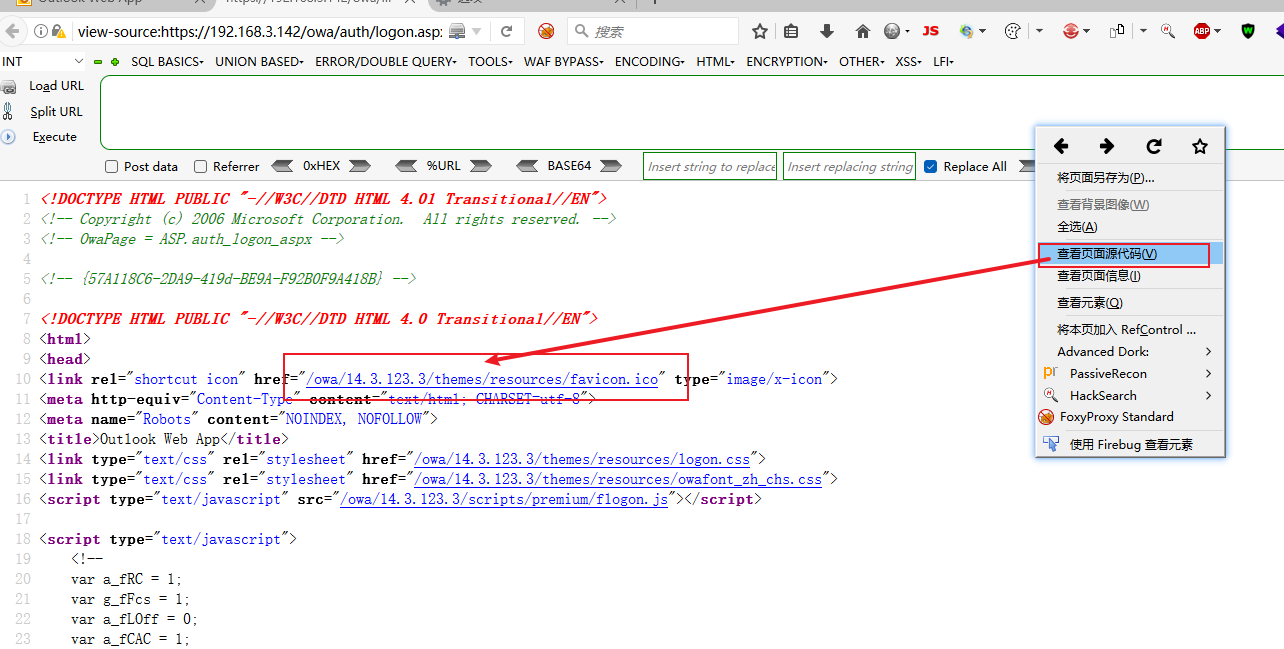 Outlook Web App
https://192.168.3.142/owa/...
选项
view-source:https://192.168.3.142/owa/auth/logon.asp:
搜索
JS
ABP
W
INT
SQL BASICS
UNION BASED
ERROR/DOUBLE QUERY
TOOLS
WAF BYPASS
ENCODING
HTML
ENCRYPTION
OTHER
XSS
LFI
Load URL
Split URL
Execute
Post data
Referrer
0xHEX
%URL
BASE64
Insert string to replace
Insert replacing string
Replace All
1 <!DOCTYPE HTML PUBLIC "-//W3C//DTD HTML 4.01 Transitional//EN">
2 <!-- Copyright (c) 2006 Microsoft Corporation.  All rights reserved. -->
3 <!-- OwaPage = ASP.auth_logon_aspx -->
4
5 <!-- {57A118C6-2DA9-419d-BE9A-F92B0F9A418B} -->
6
7 <!DOCTYPE HTML PUBLIC "-//W3C//DTD HTML 4.0 Transitional//EN">
8 <html>
9 <head>
10 <link rel="shortcut icon" href="/owa/14.3.123.3/themes/resources/favicon.ico" type="image/x-icon">
11 <meta http-equiv="Content-Type" content="text/html; CHARSET=utf-8">
12 <meta name="Robots" content="NOINDEX, NOFOLLOW">
13 <title>Outlook Web App</title>
14 <link type="text/css" rel="stylesheet" href="/owa/14.3.123.3/themes/resources/logon.css">
15 <link type="text/css" rel="stylesheet" href="/owa/14.3.123.3/themes/resources/owafont_zh_chs.css">
16 <script type="text/javascript" src="/owa/14.3.123.3/scripts/premium/flogon.js"></script>
17
18 <script type="text/javascript">
19 <!--
20 var a_fRC = 1;
21 var g_fFcs = 1;
22 var a_fLOff = 0;
23 var a_fCAC = 1;
将页面另存为(P)...
查看背景图像(W)
全选(A)
查看页面源代码(V)
查看页面信息(I)
查看元素(Q)
将本页加入 RefControl ...
Advanced Dork:
PassiveRecon
HackSearch
FoxyProxy Standard
使用 Firebug 查看元素